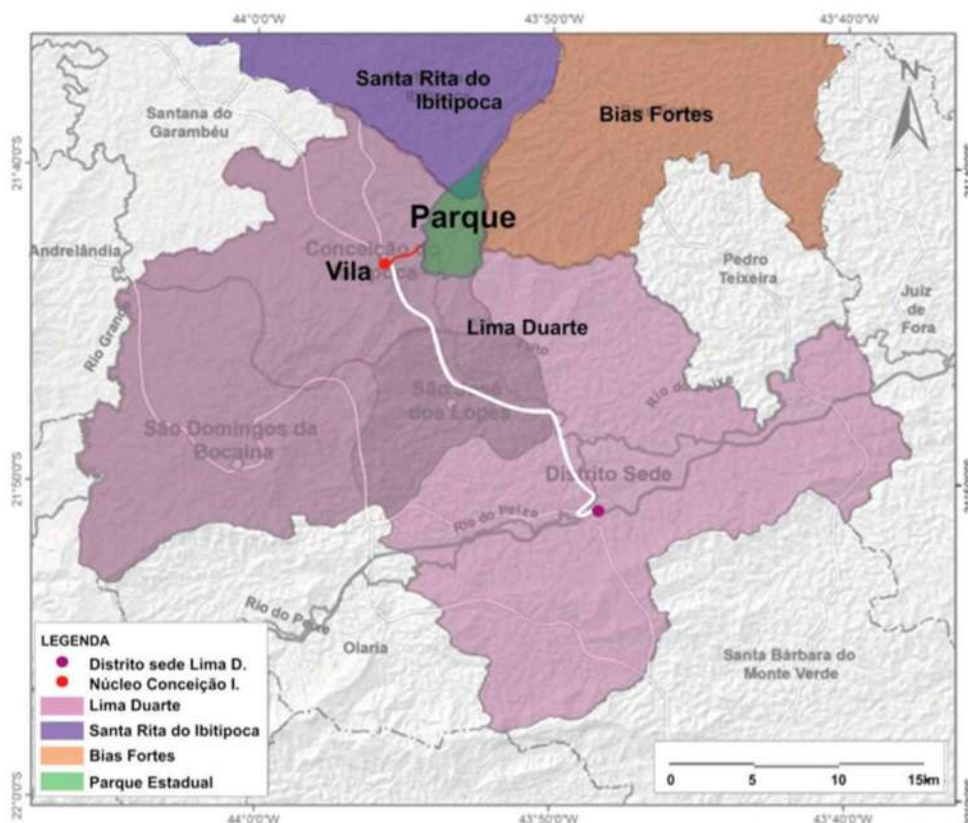 44°0'0"W
43°50'0"W
43°40'0"W
N
Santa Rita do
Ibitipoca
Bias Fortes
Santana do
Garambéu
21°40'0"S
Parque
Andrelândia
Conceição do
Vila
Pedro
Teixeira
Juiz
de
Fora
Rio Grande
Lima Duarte
São José
dos Lopes
São Domingos da
Bocaina
Rio do Peixe
21°50'0"S
Distrito Sede
Rio do Peixe
Rio do Peixe
Olaria
Santa Bárbara do
Monte Verde
LEGENDA
Distrito sede Lima D.
Núcleo Conceição I.
Lima Duarte
Santa Rita do Ibitipoca
Bias Fortes
Parque Estadual
0 5 10 15km
22°0'0"S
44°0'0"W
43°50'0"W
43°40'0"W